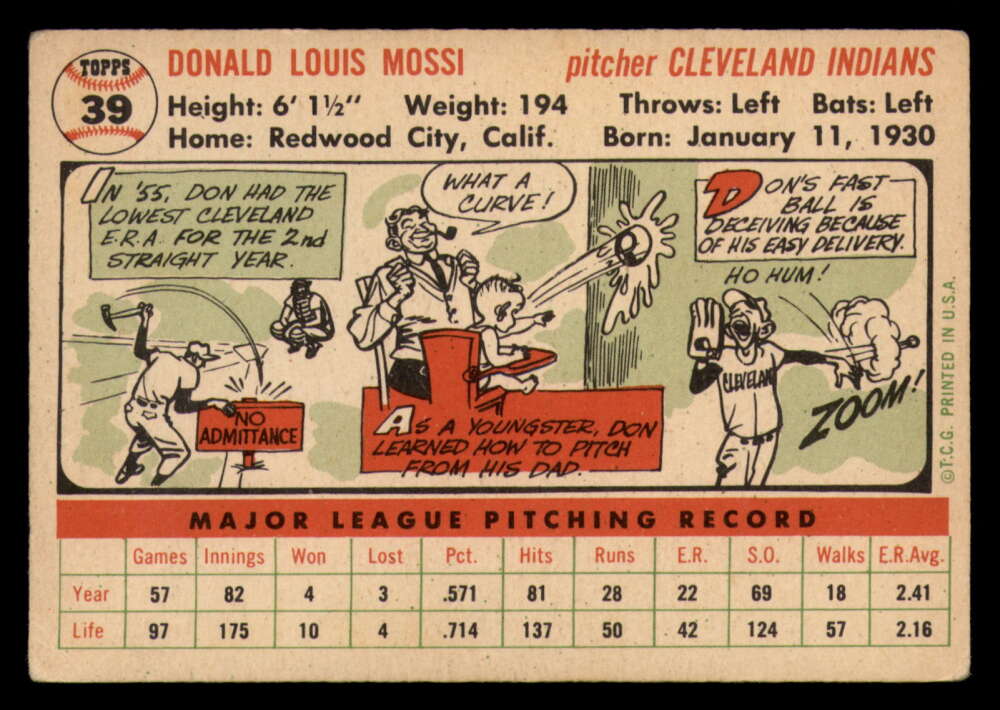 TOPPS
39
DONALD LOUIS MOSSI pitcher CLEVELAND INDIANS
Height: 6' 1½" Weight: 194 Throws: Left Bats: Left
Home: Redwood City, Calif. Born: January 11, 1930
IN '55, DON HAD THE
LOWEST CLEVELAND
E.R.A. FOR THE 2nd
STRAIGHT YEAR.
NO
ADMITTANCE
WHAT A
CURVE!
AS A YOUNGSTER, DON
LEARNED HOW TO PITCH
FROM HIS DAD.
DON'S FAST
BALL IS
DECEIVING BECAUSE
OF HIS EASY DELIVERY.
HO HUM!
CLEVELAND
ZOOM!
©T.C.G. PRINTED IN U.S.A.
MAJOR LEAGUE PITCHING RECORD
Games Innings Won Lost Pct. Hits Runs E.R. S.O. Walks E.R.Avg.
Year 57 82 4 3 .571 81 28 22 69 18 2.41
Life 97 175 10 4 .714 137 50 42 124 57 2.16